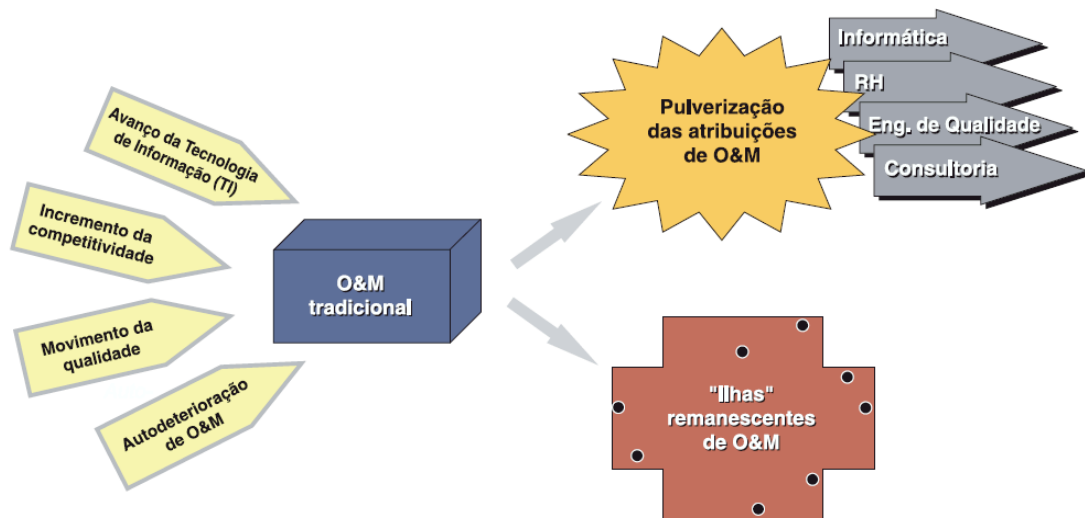 Avanço da Tecnologia
de Informação (TI)
Incremento da
competitividade
Movimento da
qualidade
Autodeterioração
de O&M
O&M
tradicional
Pulverização
das atribuições
de O&M
Informática
RH
Eng. de Qualidade
Consultoria
"Ilhas"
remanescentes
de O&M